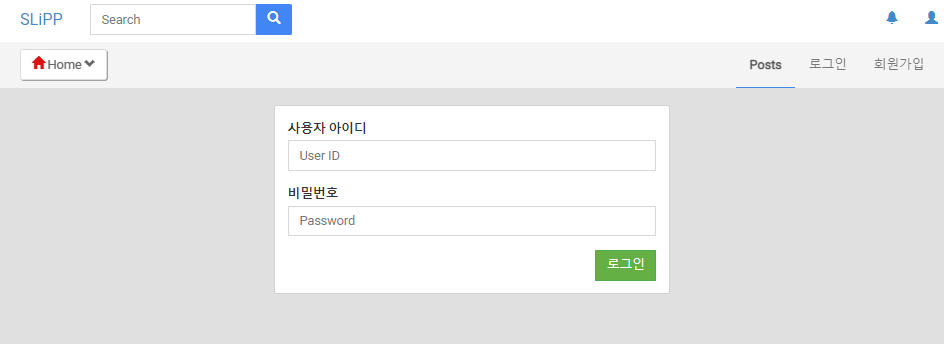 SLiPP
Search
Home
Posts
로그인
회원가입
사용자 아이디
User ID
비밀번호
Password
로그인